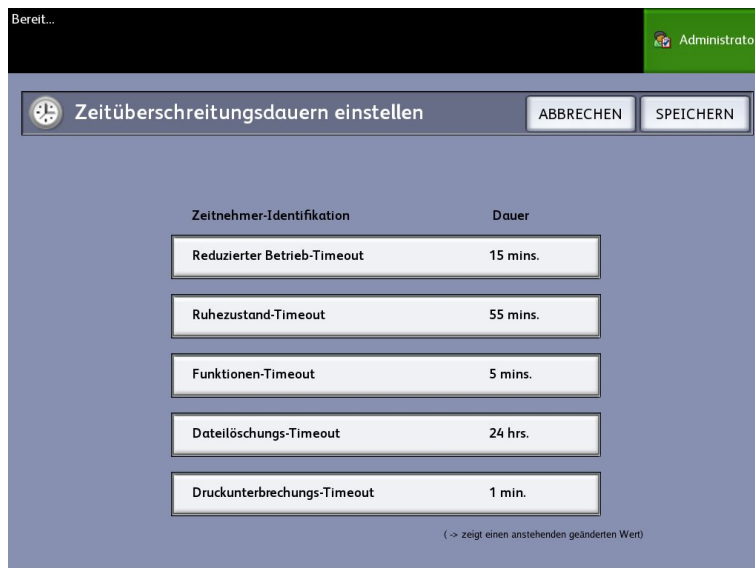 Bereit...
Administrato
Zeitüberschreitungsdauern einstellen
ABBRECHEN
SPEICHERN
Zeitnehmer-Identifikation Dauer
Reduzierter Betrieb-Timeout 15 mins.
Ruhezustand-Timeout 55 mins.
Funktionen-Timeout 5 mins.
Dateilöschungs-Timeout 24 hrs.
Druckunterbrechungs-Timeout 1 min.
( -> zeigt einen anstehenden geänderten Wert)